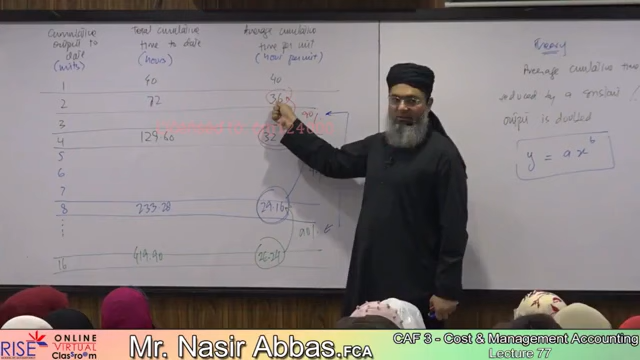 Cumulative output to date (units)
Total cumulative time to date (hours)
Average cumulative time per unit (hour per unit)
1 40 40
2 72 36
3
4 129.60 32
5
6
7
8 233.28 29.16
16 419.90 26.24
90%
Theory
Average cumulative time
reduced by a constant /
output is doubled
y = ax^b
RISE
ONLINE
VIRTUAL
Classroom
Mr. Nasir Abbas.FCA
CAF 3 - Cost & Management Accounting
Lecture 77